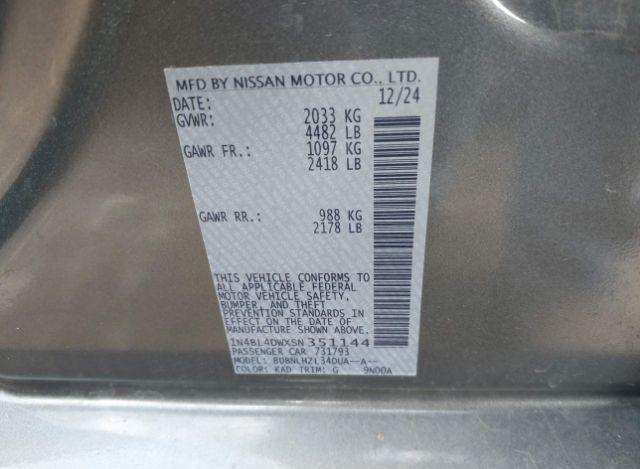 MFD BY NISSAN MOTOR CO., LTD.
DATE: 12/24
GVWR: 2033 KG
4482 LB
GAWR FR.: 1097 KG
2418 LB
GAWR RR.: 988 KG
2178 LB
THIS VEHICLE CONFORMS TO
ALL APPLICABLE FEDERAL
MOTOR VEHICLE SAFETY,
BUMPER, AND THEFT
PREVENTION STANDARDS IN
EFFECT ON THE DATE OF
MANUFACTURE SHOWN ABOVE.
1N4BL4DWXSN351144
PASSENGER CAR 731793
MODEL: BDBNLHZL34DUA--A--
COLOR: KAD TRIM: G 9N00A